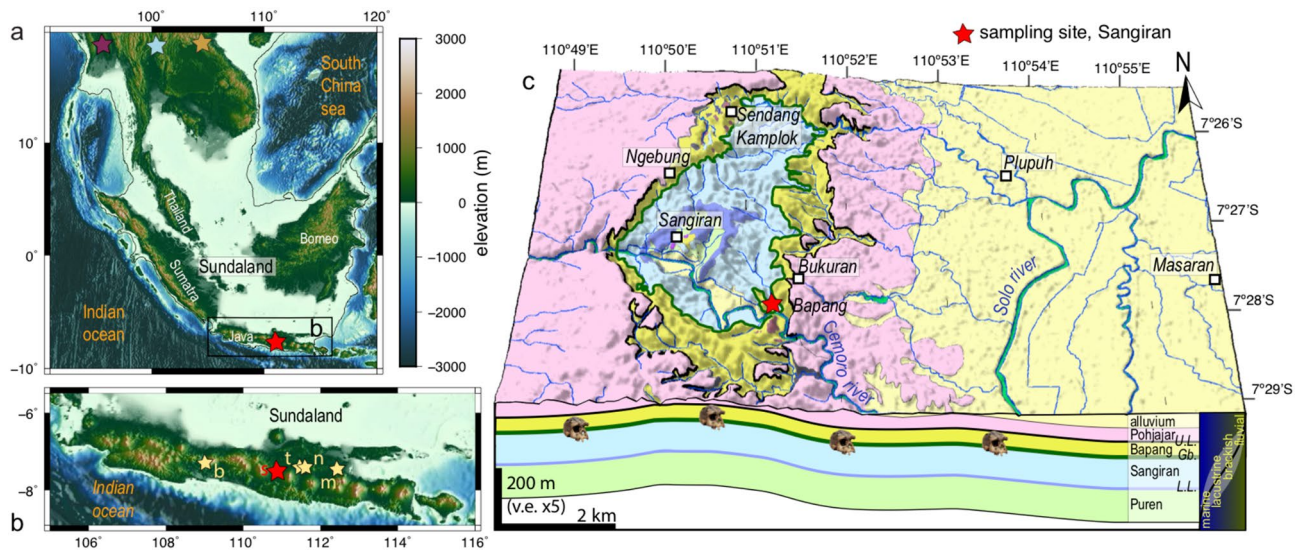 a
100° 110° 120°
10°
0°
−10°
South
China
sea
Thailand
Sumatra
Borneo
Sundaland
Indian
ocean
Java
b
3000
2000
1000
0
−1000
−2000
−3000
elevation (m)
−6°
−8°
Sundaland
b s t n m
Indian
ocean
b
106° 108° 110° 112° 114° 116°
sampling site, Sangiran
110°49'E 110°50'E 110°51'E 110°52'E 110°53'E 110°54'E 110°55'E
N
c
7°26'S
7°27'S
7°28'S
7°29'S
Sendang
Kamplok
Ngebung
Sangiran
Bukuran
Bapang
Cemoro river
Plupuh
Solo river
Masaran
alluvium
Pohjajar
U.L.
Bapang
Gb.
Sangiran
L.L.
Puren
marine
lacustrine
brackish
fluvial
200 m
(v.e. x5)
2 km